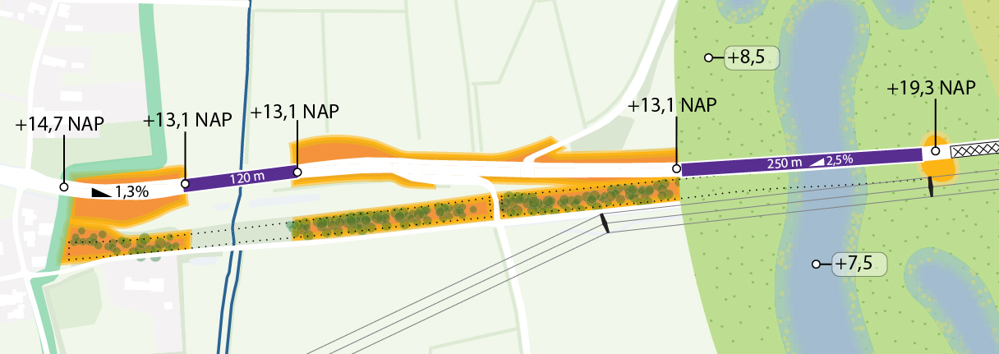 +8,5
+19,3 NAP
+14,7 NAP
+13,1 NAP
+13,1 NAP
+13,1 NAP
1,3%
120 m
250 m
2,5%
+7,5